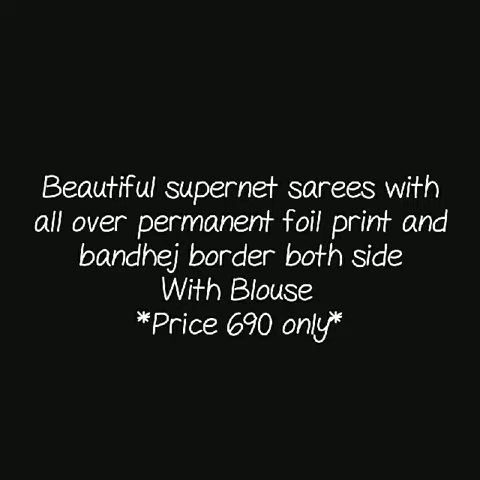 Beautiful supernet sarees with
all over permanent foil print and
bandhej border both side
With Blouse
*Price 690 only*